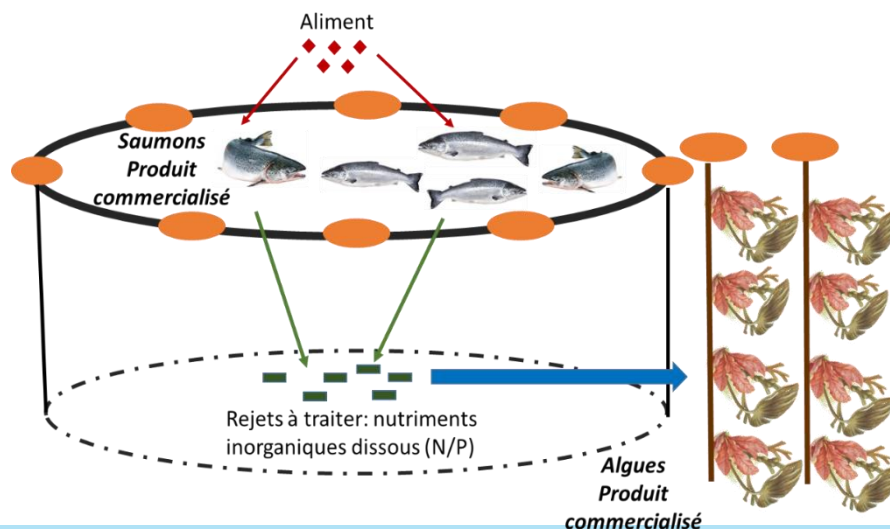 Aliment
Saumons
Produit
commercialisé
Rejets à traiter: nutriments
inorganiques dissous (N/P)
Algues
Produit
commercialisé